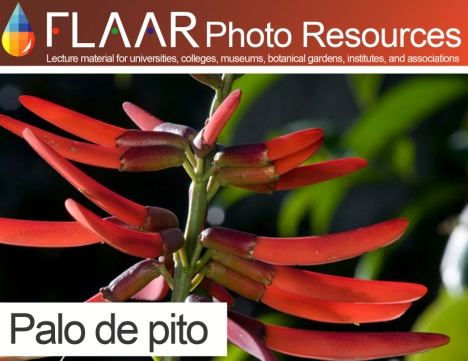 FLAAR Photo Resources
Lecture material for universities, colleges, museums, botanical gardens, institutes, and associations
Palo de pito